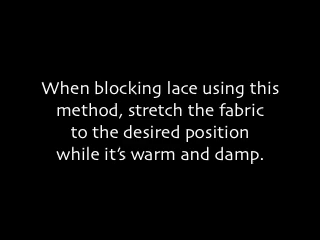 When blocking lace using this
method, stretch the fabric
to the desired position
while it’s warm and damp.